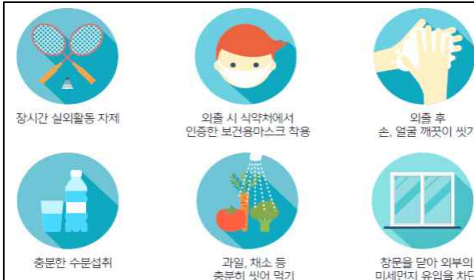 장시간 실외활동 자제
외출 시 식약처에서
인증한 보건용마스크 착용
외출 후
손, 얼굴 깨끗이 씻기
충분한 수분섭취
과일, 채소 등
충분히 씻어 먹기
창문을 닫아 외부의
미세먼지 유입을 차단